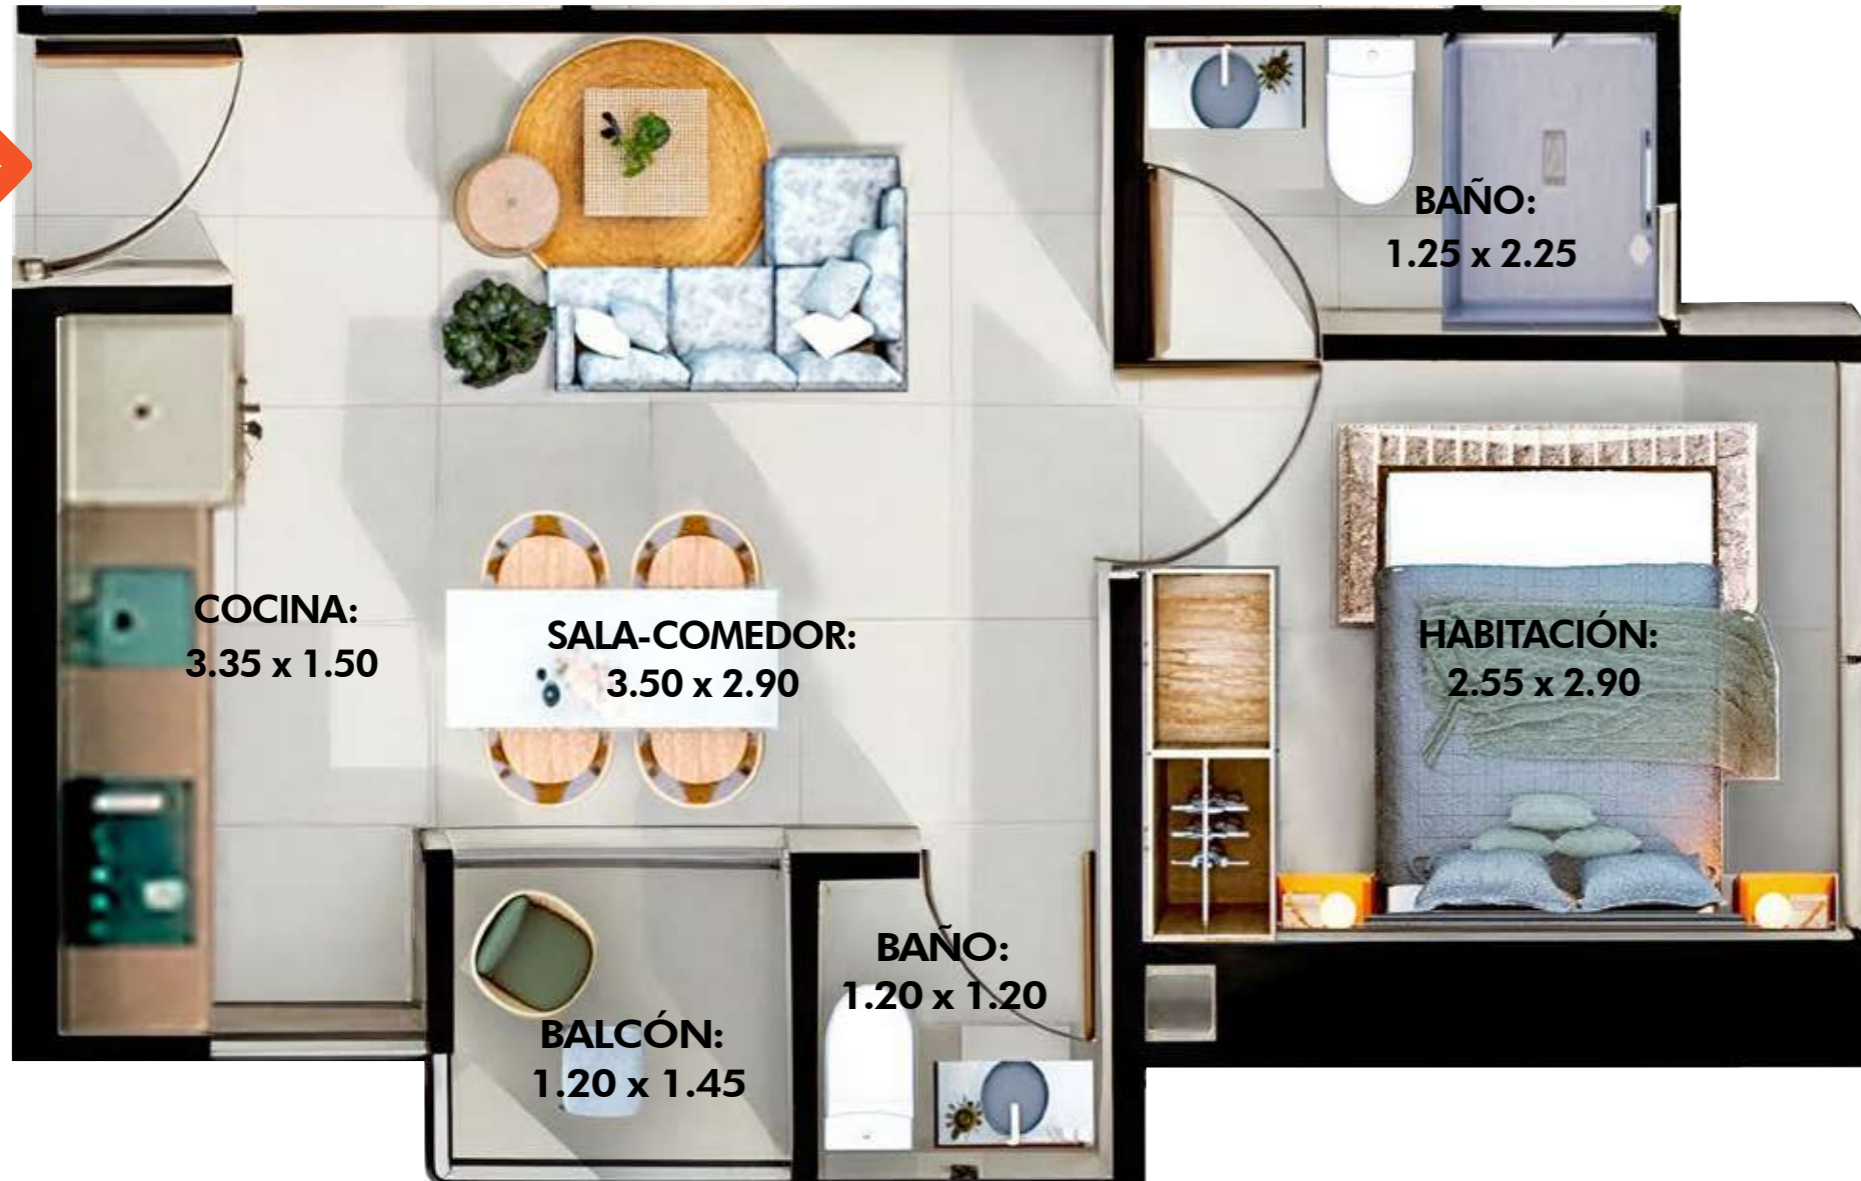 BAÑO:
1.25 x 2.25
COCINA:
3.35 x 1.50
SALA-COMEDOR:
3.50 x 2.90
HABITACIÓN:
2.55 x 2.90
BAÑO:
1.20 x 1.20
BALCÓN:
1.20 x 1.45